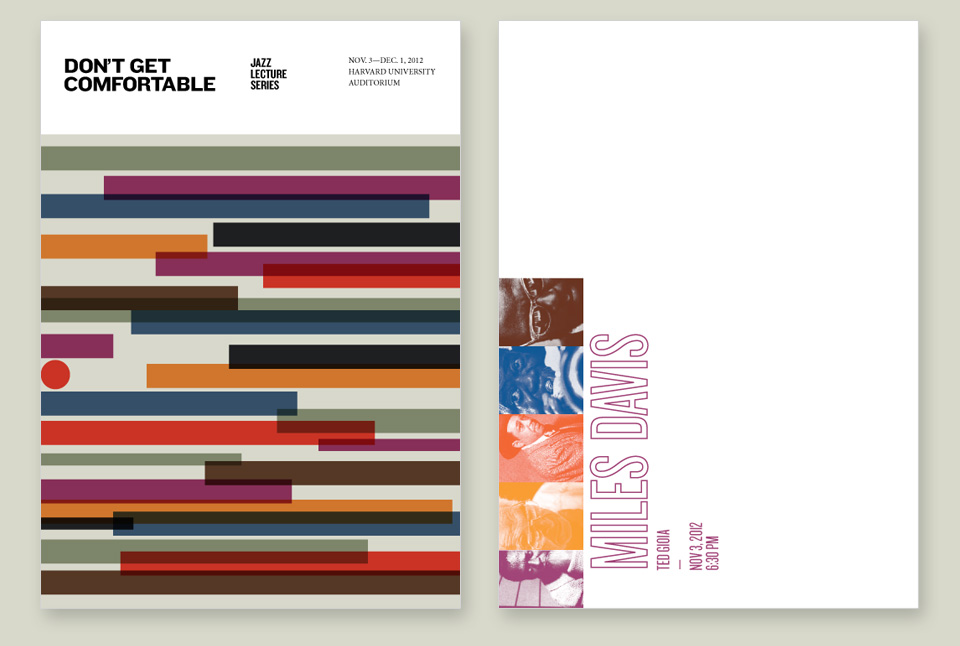 DON'T GET
COMFORTABLE
JAZZ
LECTURE
SERIES
NOV. 3—DEC. 1, 2012
HARVARD UNIVERSITY
AUDITORIUM
MILES DAVIS
TED GIOIA
—
NOV 3, 2012
6:30 PM